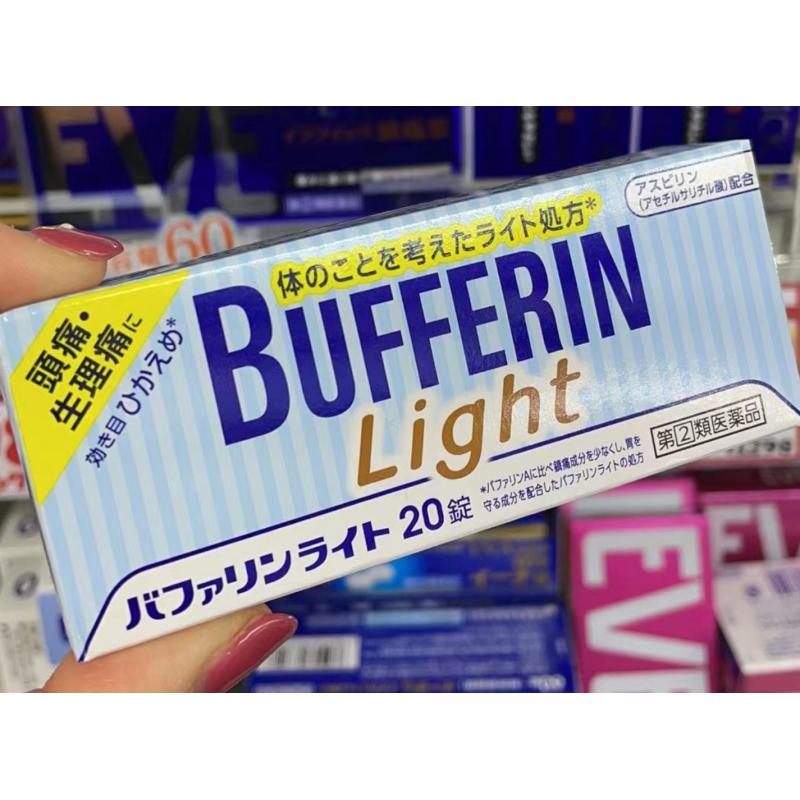 アスピリン
(アセチルサリチル酸)配合
体のことを考えたライト処方*
BUFFERIN
Light
頭痛・
生理痛に
効き目ひかえめ*
バファリンライト 20錠
*バファリンAに比べ鎮痛成分を少なくし、胃を
守る成分を配合したバファリンライトの処方
第②類医薬品
EVE
60
EVE